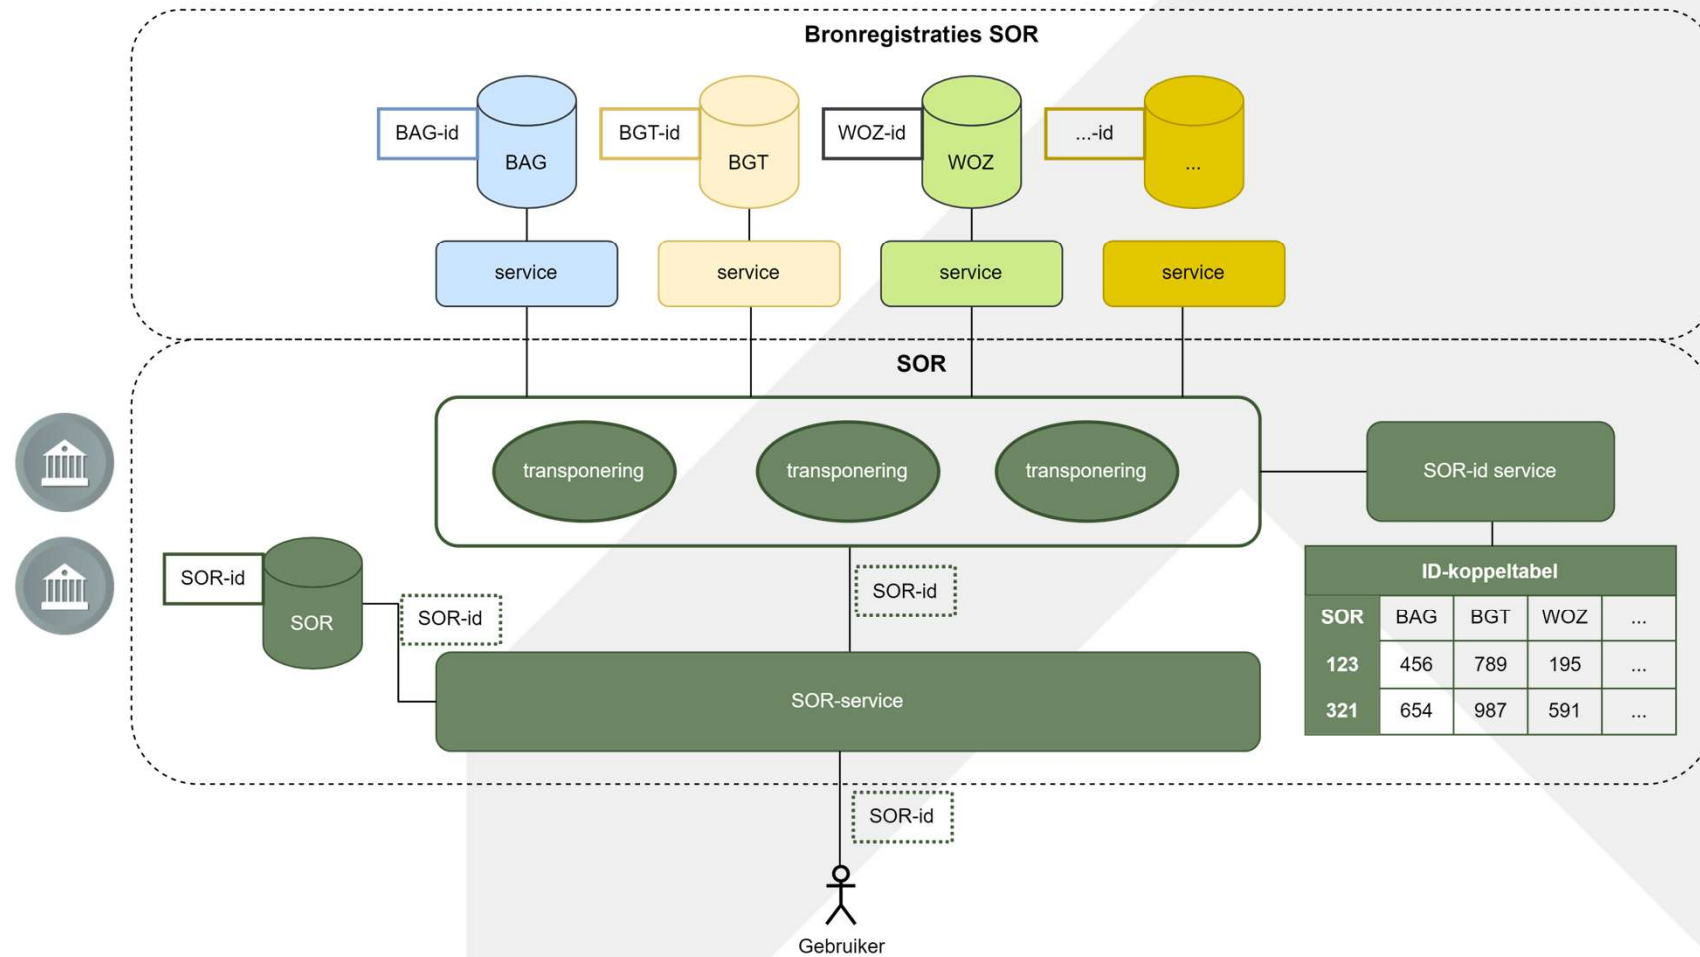 Bronregistraties SOR
BAG-id
BAG
BGT-id
BGT
WOZ-id
WOZ
...-id
...
service
service
service
service
SOR
transponering
transponering
transponering
SOR-id service
SOR-id
SOR
SOR-id
SOR-id
SOR-service
ID-koppeltabel
SOR BAG BGT WOZ ...
123 456 789 195 ...
321 654 987 591 ...
SOR-id
Gebruiker